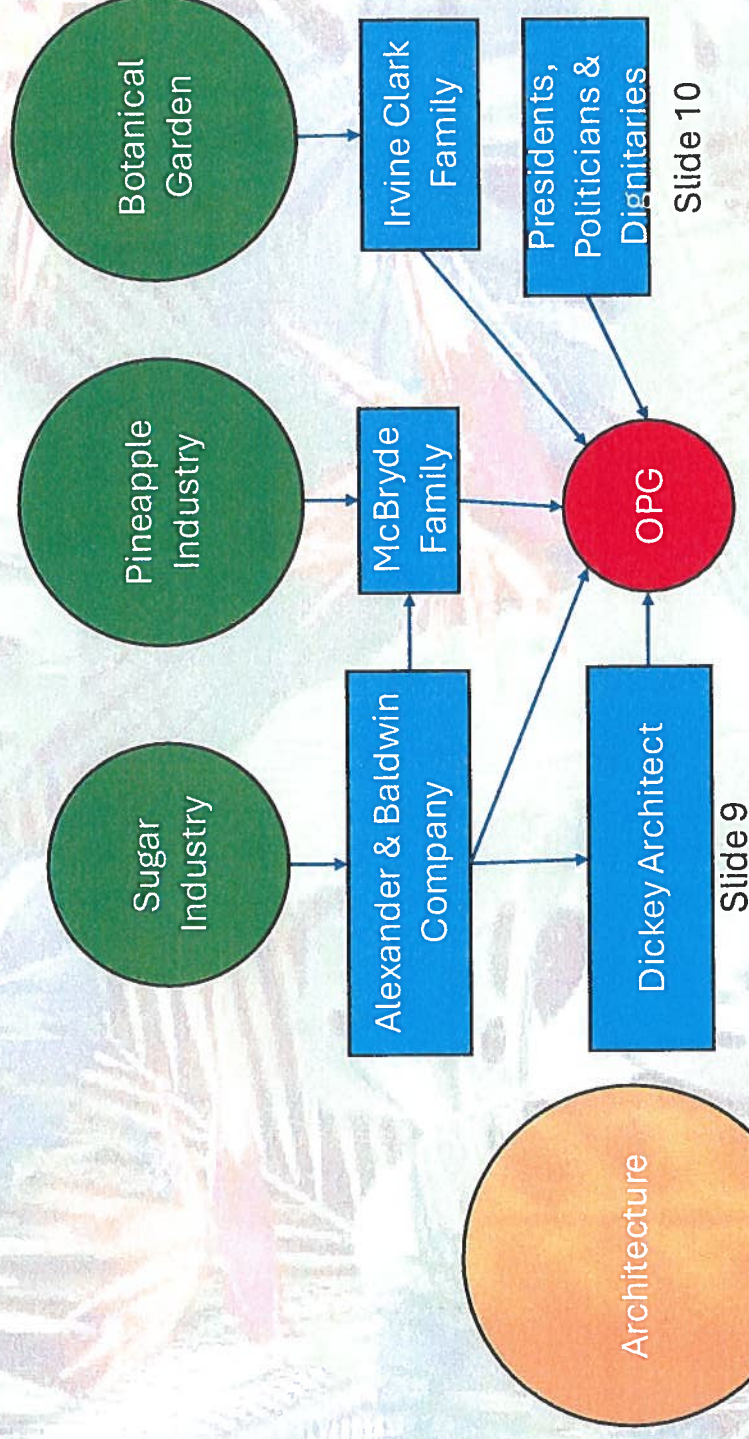 Sugar
Industry
Pineapple
Industry
Botanical
Garden
Alexander & Baldwin
Company
McBryde
Family
Irvine Clark
Family
Architecture
Dickey Architect
OPG
Presidents,
Politicians &
Dignitaries
Slide 9
Slide 10